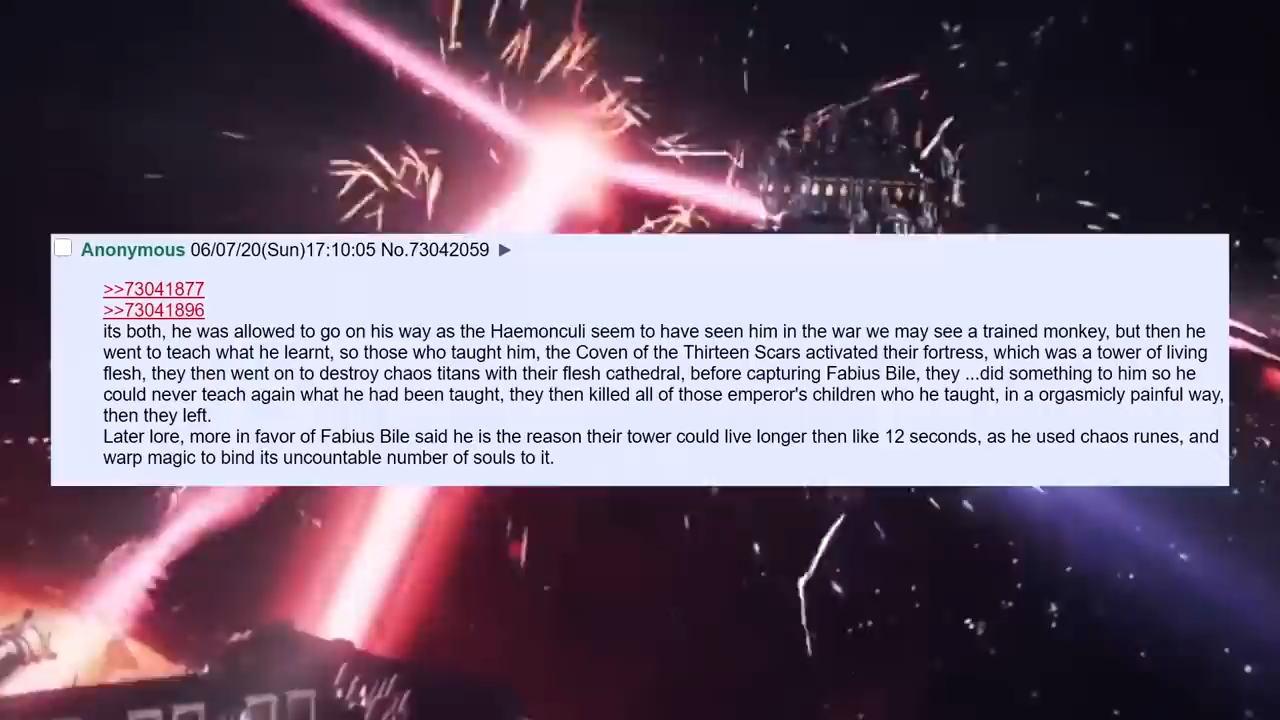 Anonymous 06/07/20(Sun)17:10:05 No.73042059 ▶
>>73041877
>>73041896
its both, he was allowed to go on his way as the Haemonculi seem to have seen him in the war we may see a trained monkey, but then he
went to teach what he learnt, so those who taught him, the Coven of the Thirteen Scars activated their fortress, which was a tower of living
flesh, they then went on to destroy chaos titans with their flesh cathedral, before capturing Fabius Bile, they ...did something to him so he
could never teach again what he had been taught, they then killed all of those emperor's children who he taught, in a orgasmicly painful way,
then they left.
Later lore, more in favor of Fabius Bile said he is the reason their tower could live longer then like 12 seconds, as he used chaos runes, and
warp magic to bind its uncountable number of souls to it.